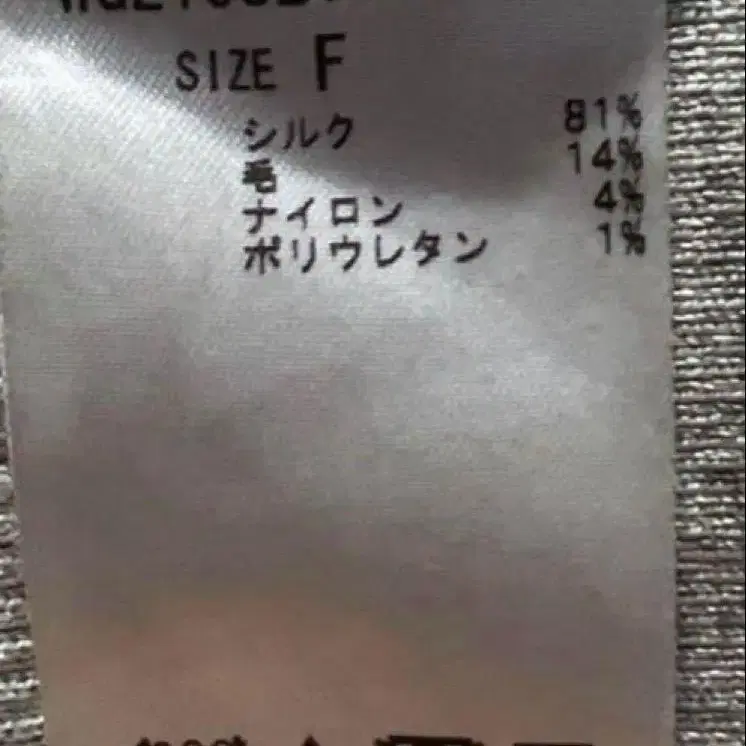 SIZE F
シルク 81%
毛 14%
ナイロン 4%
ポリウレタン 1%